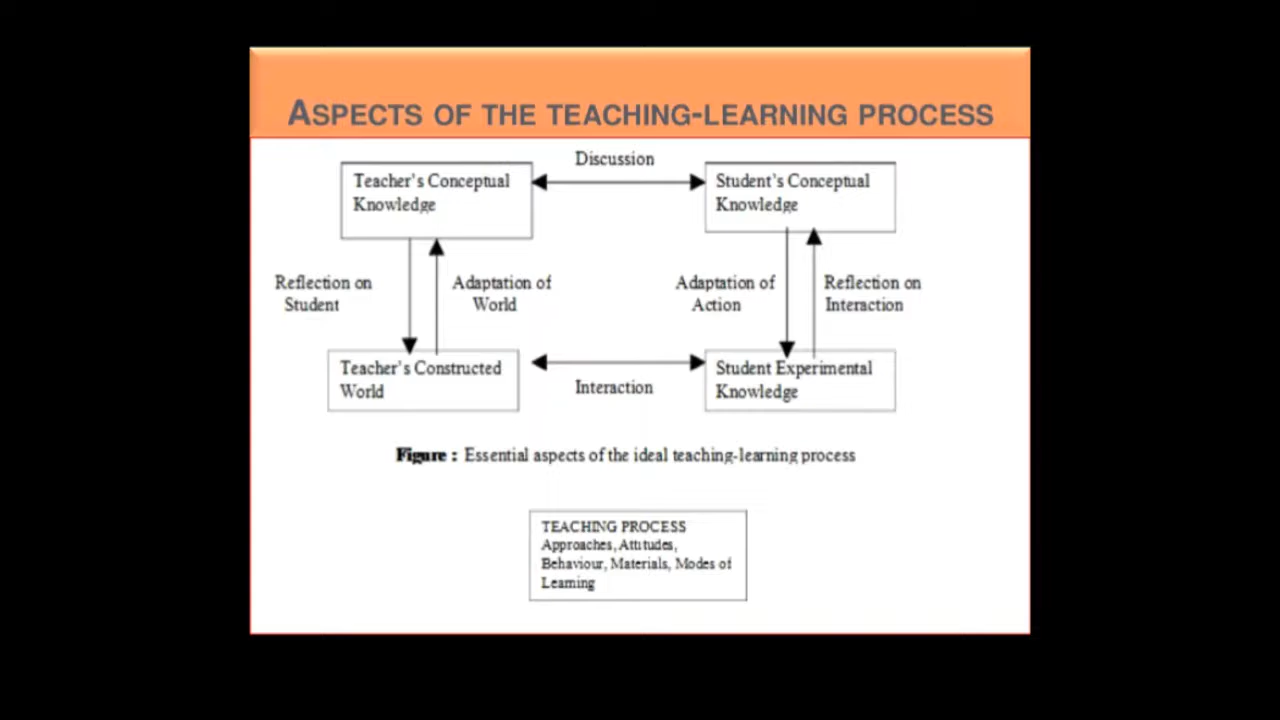 ASPECTS OF THE TEACHING-LEARNING PROCESS
Discussion
Teacher's Conceptual
Knowledge
Student's Conceptual
Knowledge
Reflection on
Student
Adaptation of
World
Adaptation of
Action
Reflection on
Interaction
Teacher's Constructed
World
Interaction
Student Experimental
Knowledge
Figure : Essential aspects of the ideal teaching-learning process
TEACHING PROCESS
Approaches, Attitudes,
Behaviour, Materials, Modes of
Learning